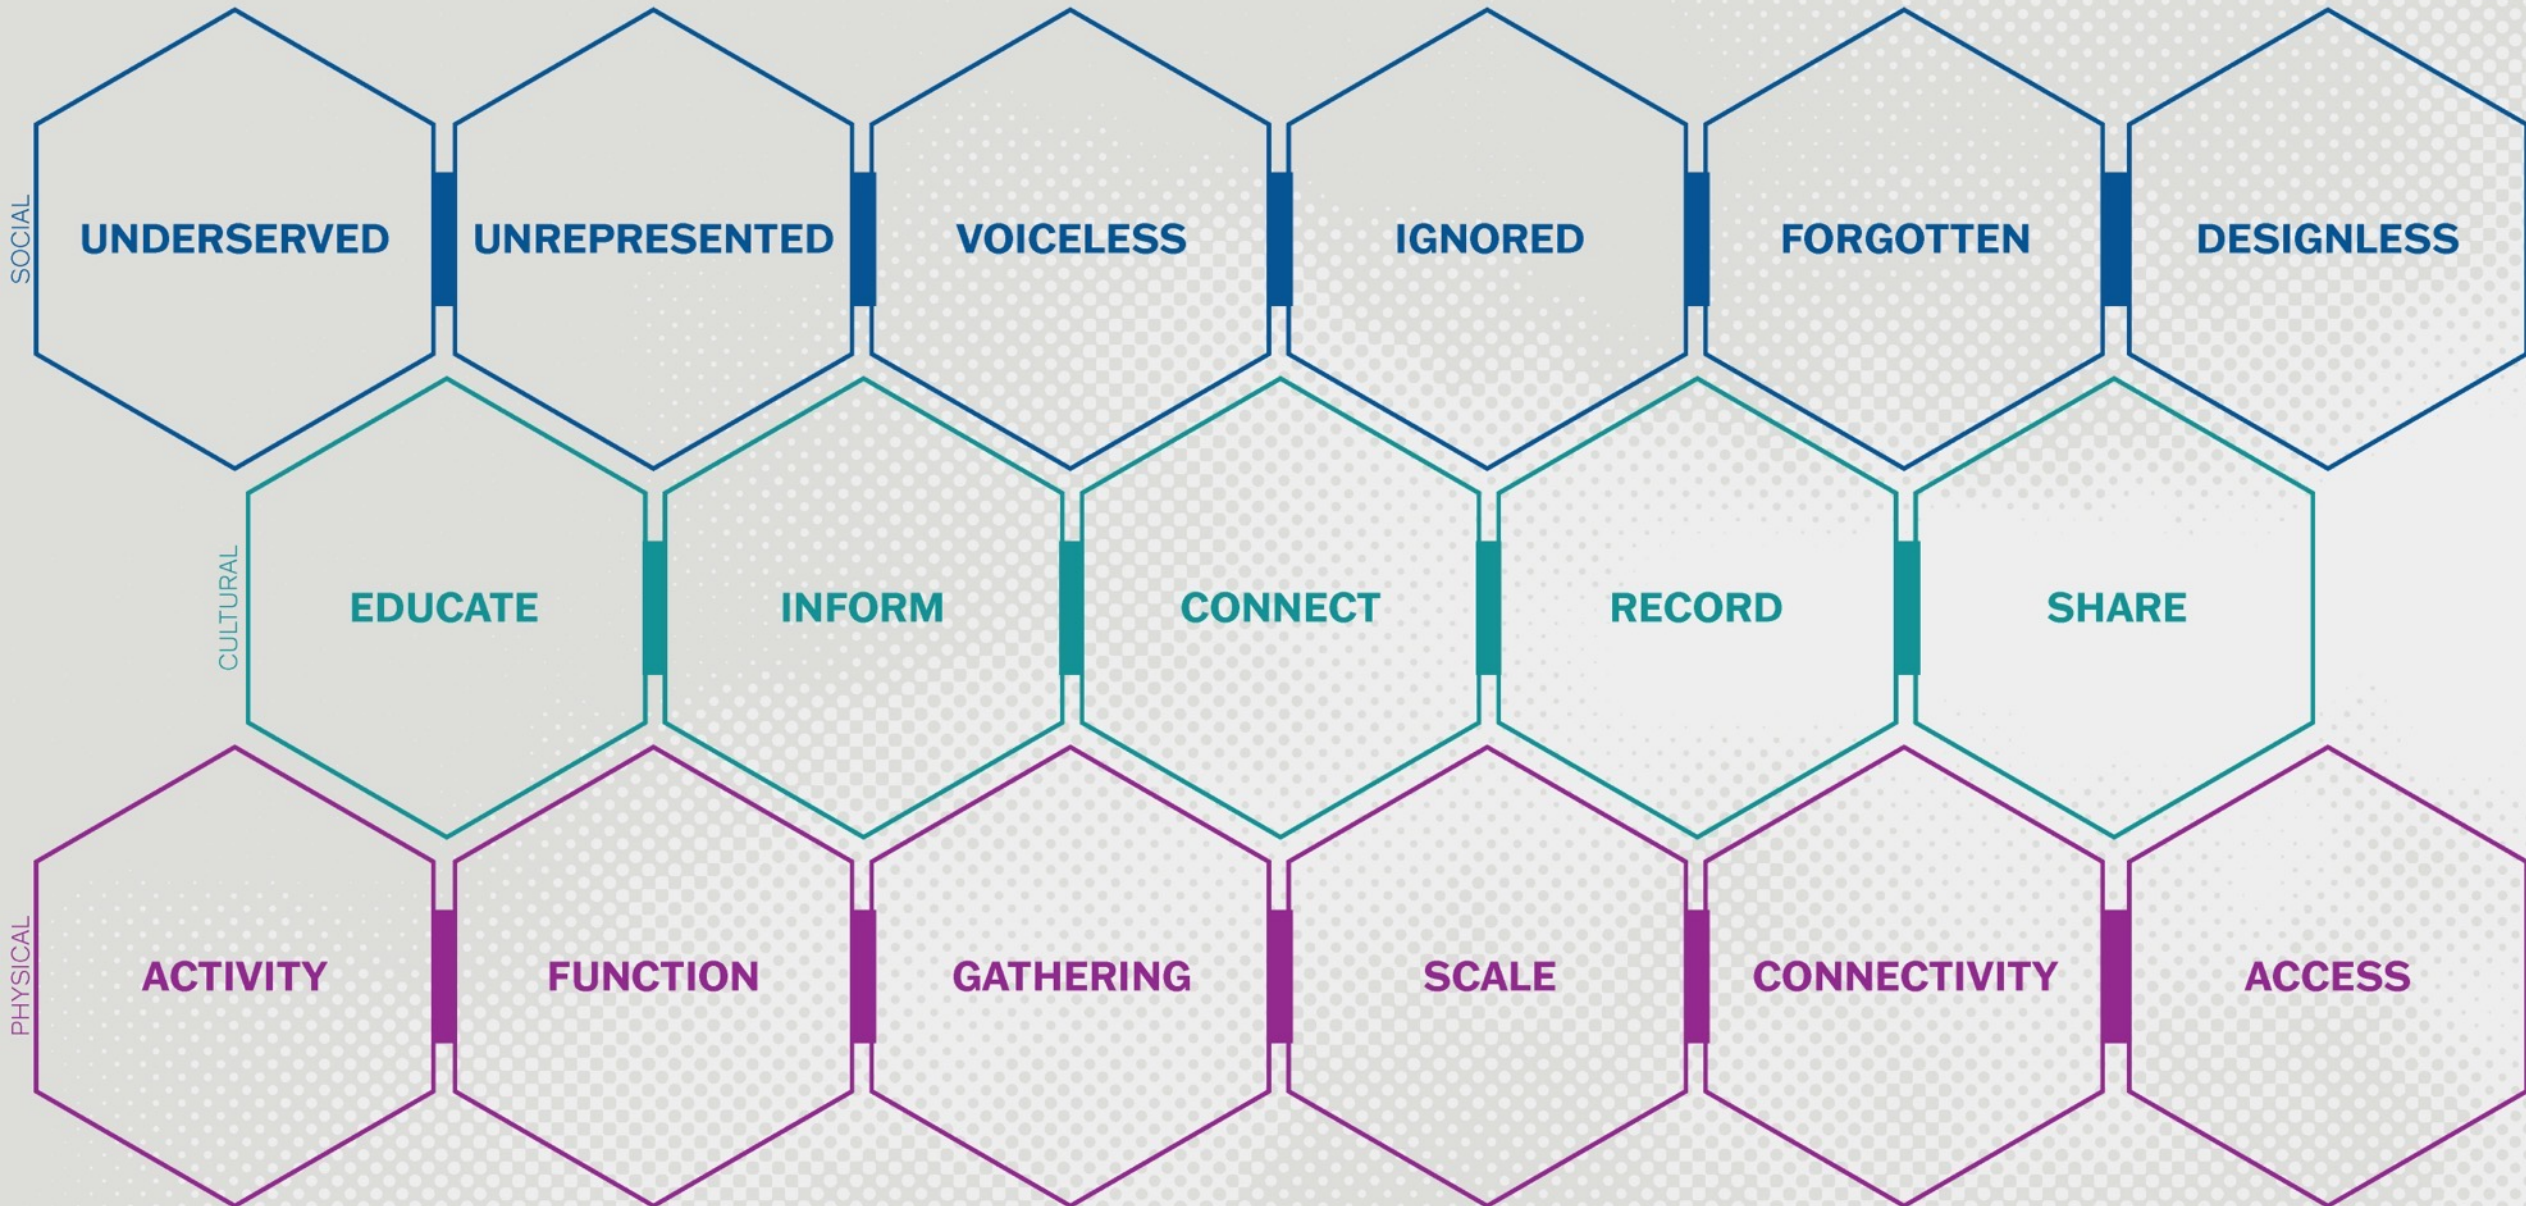 SOCIAL
UNDERSERVED UNREPRESENTED VOICELESS IGNORED FORGOTTEN DESIGNLESS
CULTURAL
EDUCATE INFORM CONNECT RECORD SHARE
PHYSICAL
ACTIVITY FUNCTION GATHERING SCALE CONNECTIVITY ACCESS